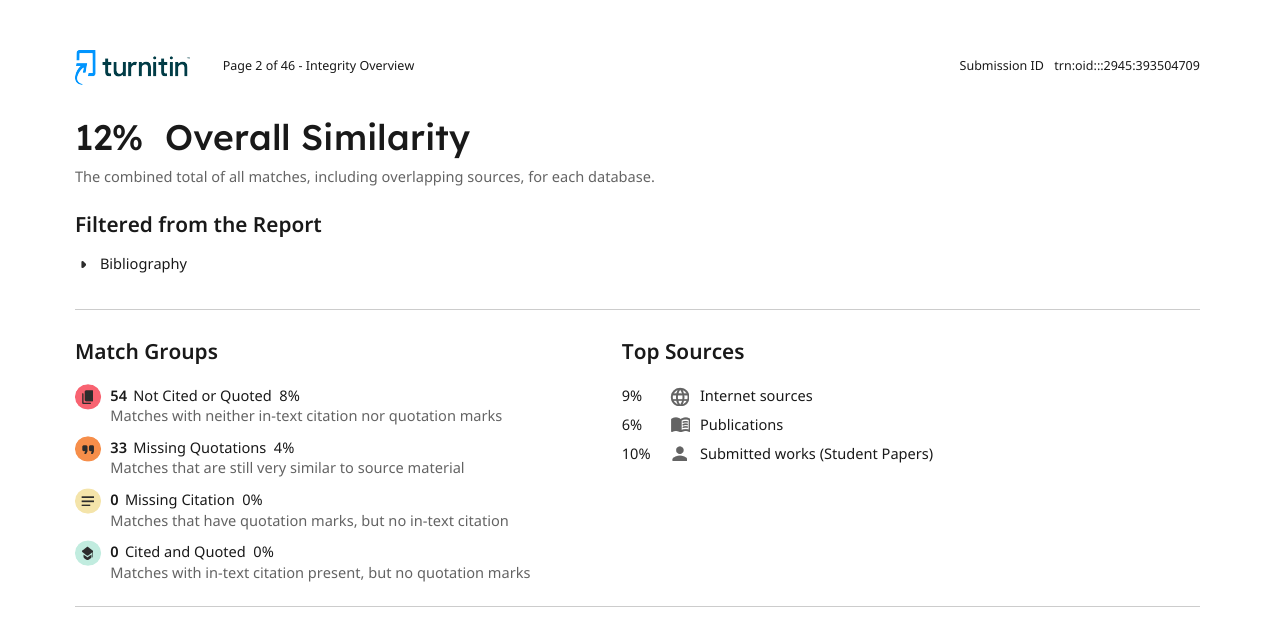 turnitin Page 2 of 46 - Integrity Overview Submission ID trn:oid:::2945:393504709
12% Overall Similarity
The combined total of all matches, including overlapping sources, for each database.
Filtered from the Report
Bibliography
Match Groups
54 Not Cited or Quoted 8%
Matches with neither in-text citation nor quotation marks
33 Missing Quotations 4%
Matches that are still very similar to source material
0 Missing Citation 0%
Matches that have quotation marks, but no in-text citation
0 Cited and Quoted 0%
Matches with in-text citation present, but no quotation marks
Top Sources
9% Internet sources
6% Publications
10% Submitted works (Student Papers)